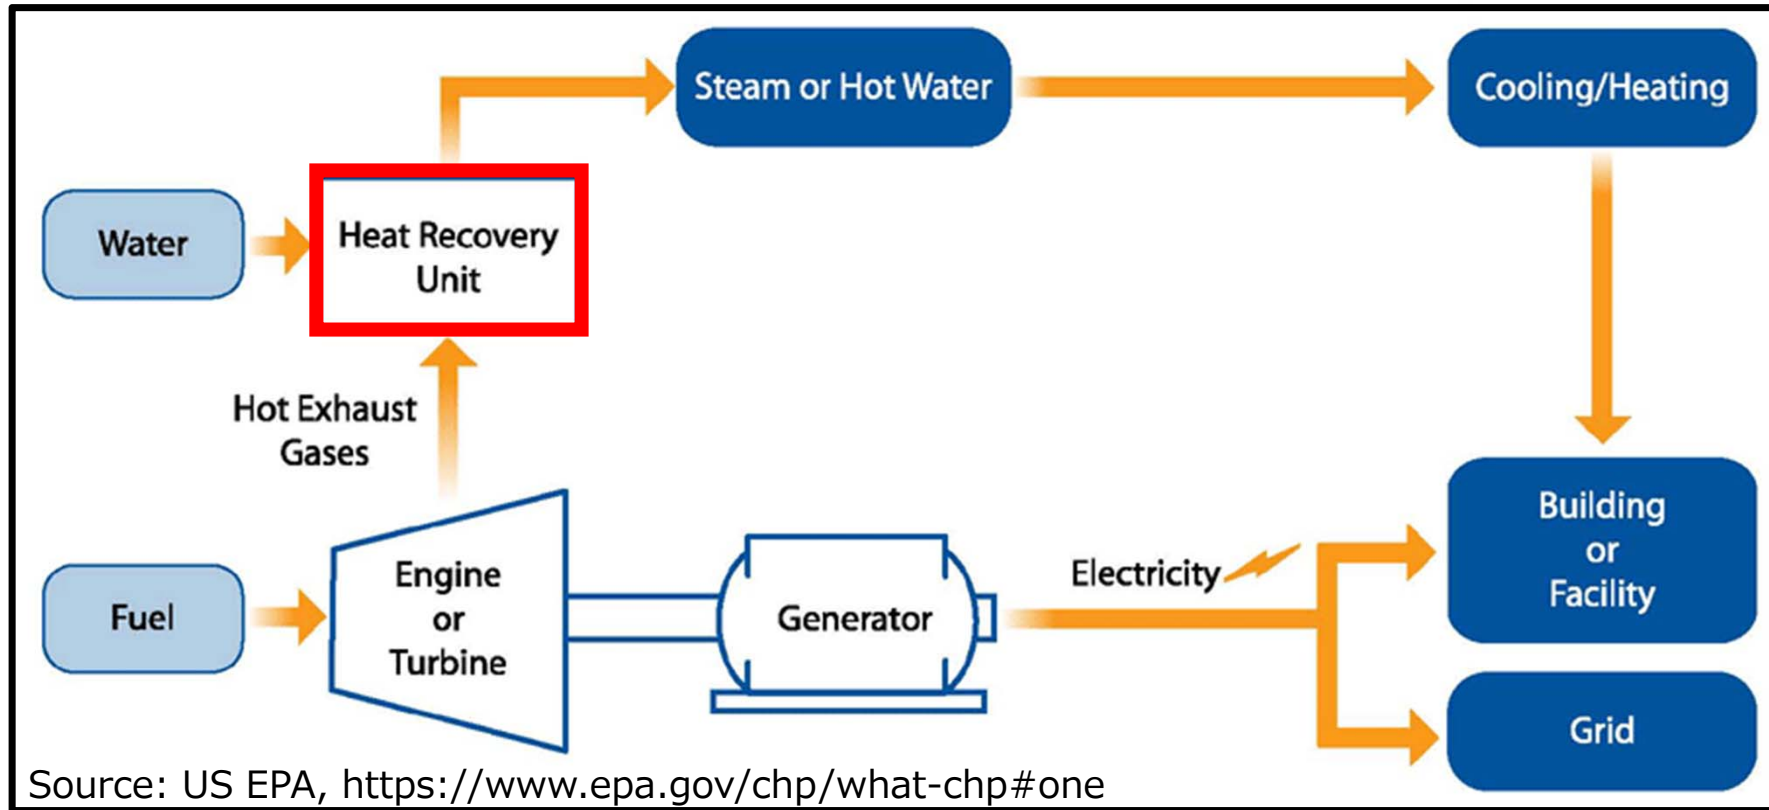 Steam or Hot Water
Cooling/Heating
Water
Heat Recovery
Unit
Hot Exhaust
Gases
Fuel
Engine
or
Turbine
Generator
Electricity
Building
or
Facility
Grid
Source: US EPA, https://www.epa.gov/chp/what-chp#one